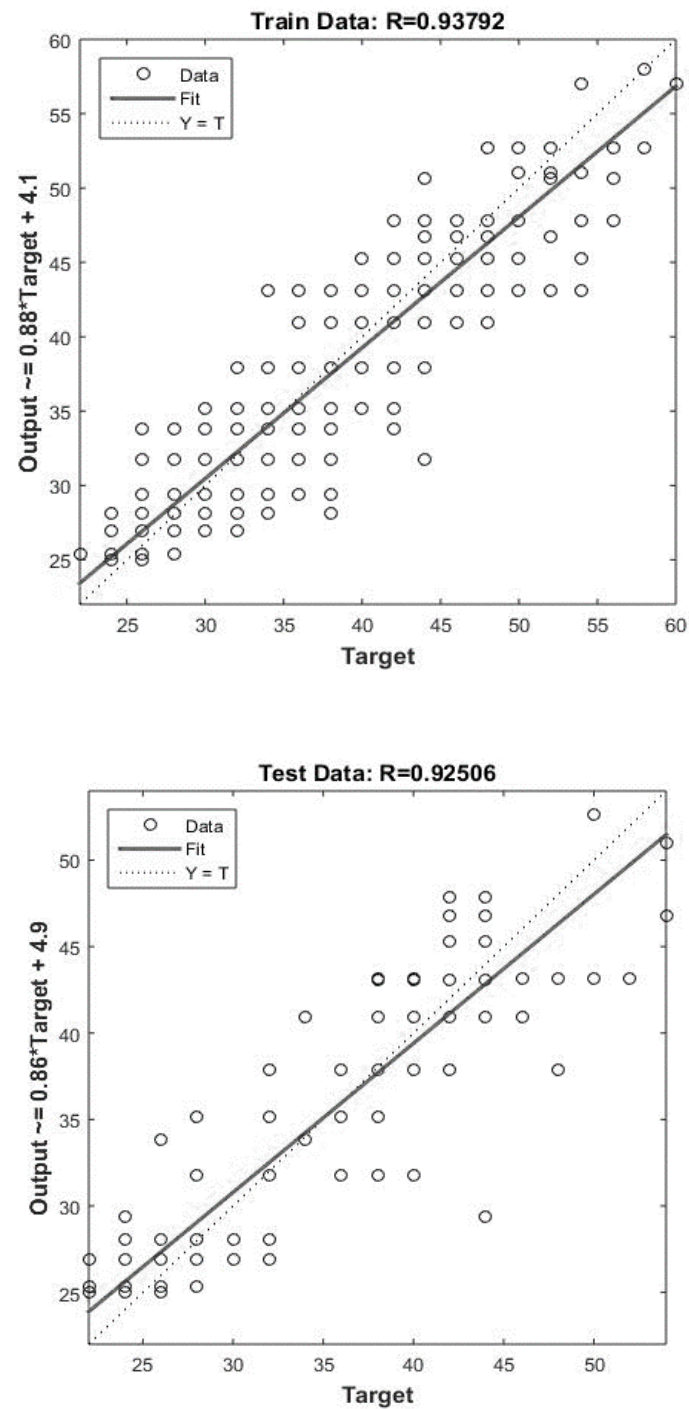 Train Data: R=0.93792
Output ~= 0.88*Target + 4.1
60
55
50
45
40
35
30
25
Data
Fit
Y = T
25 30 35 40 45 50 55 60
Target
Test Data: R=0.92506
Output ~= 0.86*Target + 4.9
50
45
40
35
30
25
Data
Fit
Y = T
25 30 35 40 45 50
Target